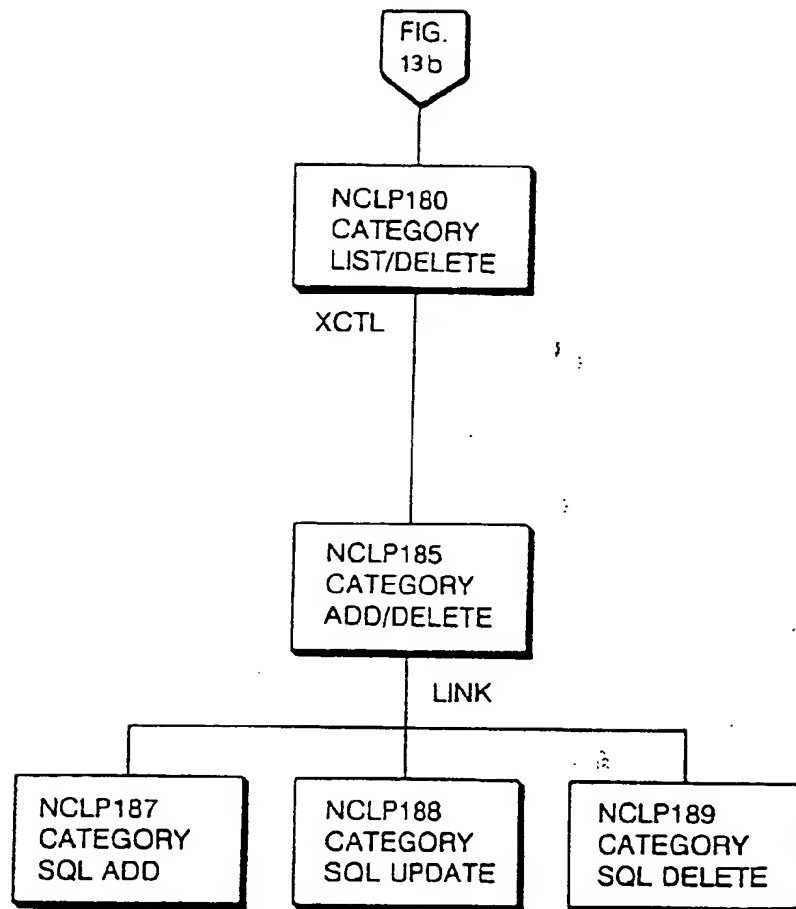 FIG.
13b
NCLP180
CATEGORY
LIST/DELETE
XCTL
NCLP185
CATEGORY
ADD/DELETE
LINK
NCLP187
CATEGORY
SQL ADD
NCLP188
CATEGORY
SQL UPDATE
NCLP189
CATEGORY
SQL DELETE